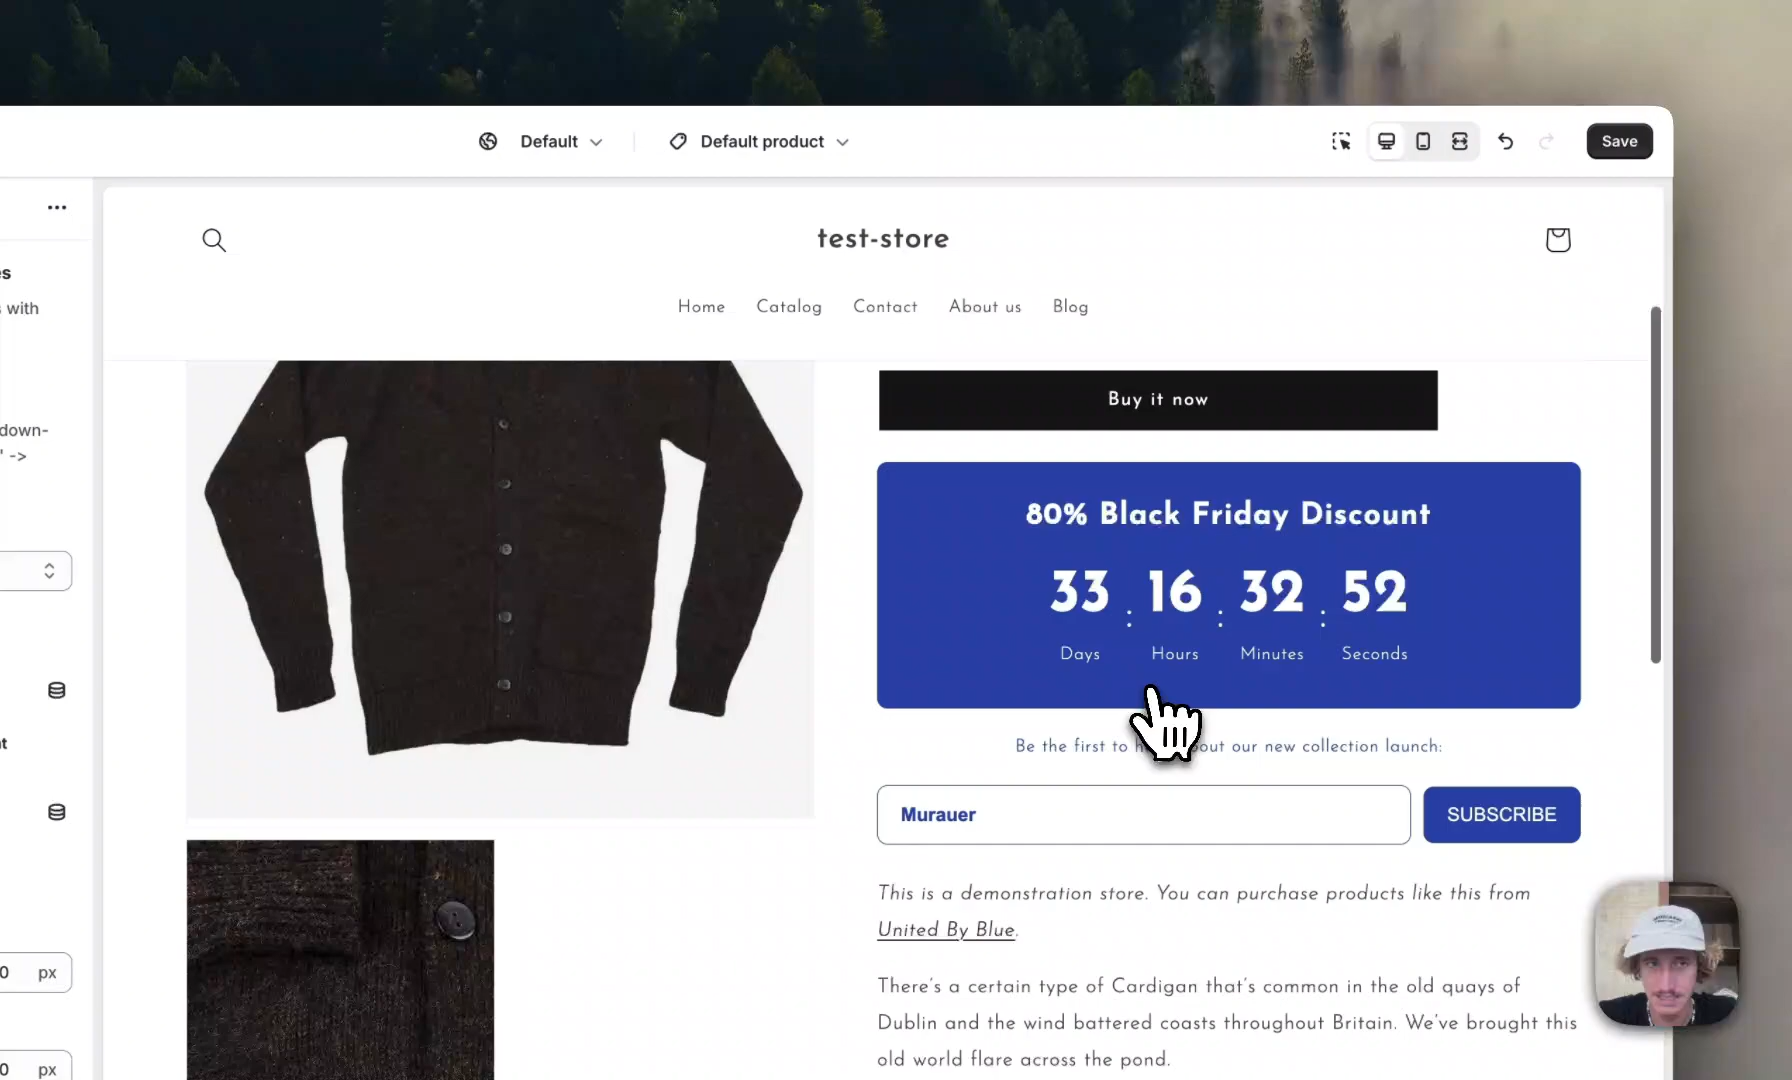 Default
Default product
Save
es
s with
down-
' ->
nt
0 px
0 px
test-store
Home Catalog Contact About us Blog
Buy it now
80% Black Friday Discount
33 : 16 : 32 : 52
Days Hours Minutes Seconds
Be the first to h out our new collection launch:
Murauer
SUBSCRIBE
This is a demonstration store. You can purchase products like this from
United By Blue.
There's a certain type of Cardigan that's common in the old quays of
Dublin and the wind battered coasts throughout Britain. We've brought this
old world flare across the pond.